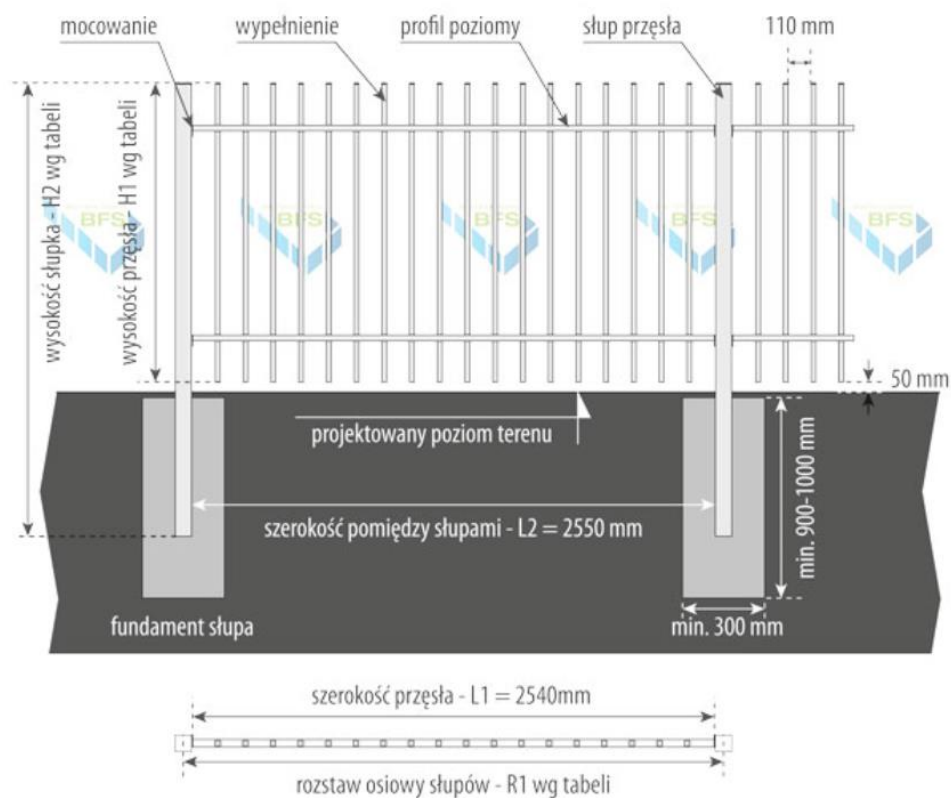 mocowanie
wypełnienie
profil poziomy
słup przęsła
110 mm
wysokość słupka - H2 wg tabeli
wysokość przęsła - H1 wg tabeli
BFS
BFS
BFS
BFS
BFS
50 mm
projektowany poziom terenu
szerokość pomiędzy słupami - L2 = 2550 mm
min. 900-1000 mm
fundament słupa
min. 300 mm
szerokość przęsła - L1 = 2540mm
rozstaw osiowy słupów - R1 wg tabeli